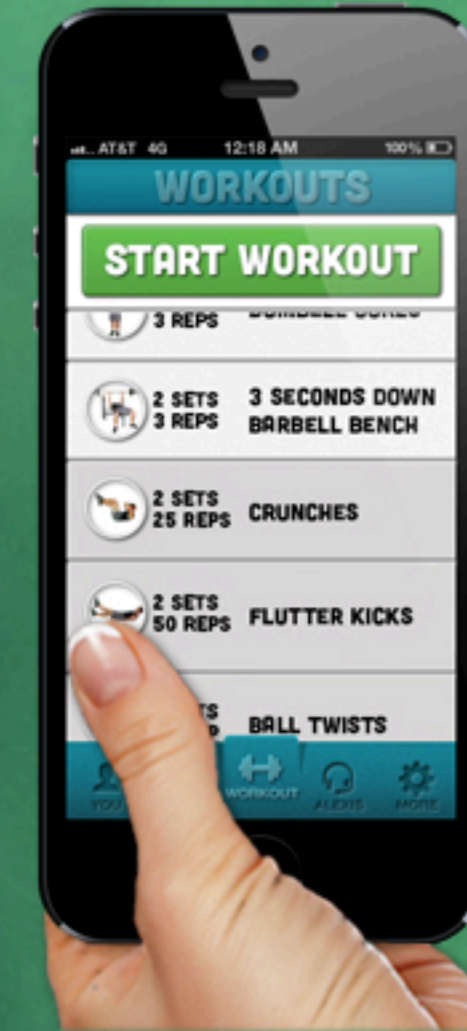 AT&T 4G 12:18 AM 100%
WORKOUTS
START WORKOUT
3 REPS
2 SETS
3 REPS
3 SECONDS DOWN
BARBELL BENCH
2 SETS
25 REPS
CRUNCHES
2 SETS
50 REPS
FLUTTER KICKS
BALL TWISTS
YOU WORKOUT ALEXIS MORE